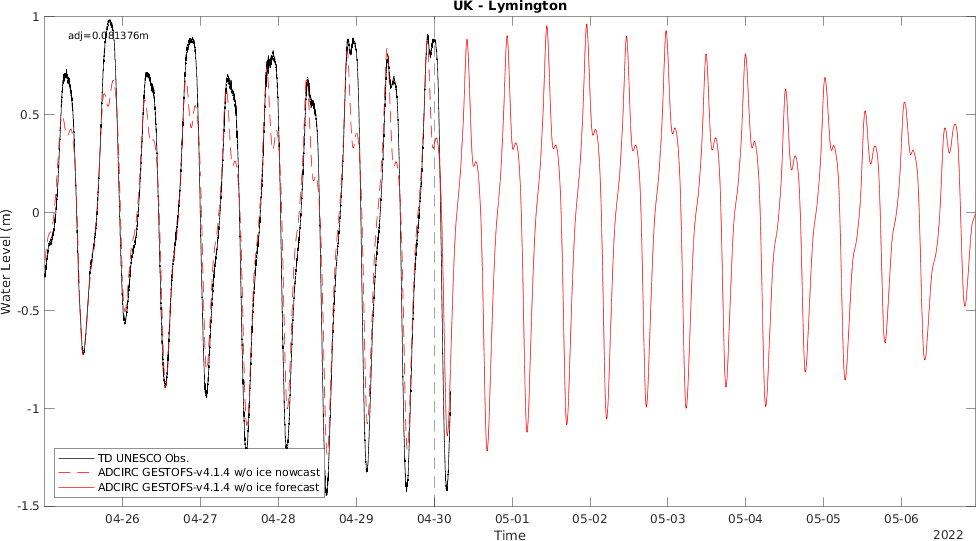 UK - Lymington
adj=0.081376m
1
0.5
0
-0.5
-1
-1.5
Water Level (m)
TD UNESCO Obs.
ADCIRC GESTOFS-v4.1.4 w/o ice nowcast
ADCIRC GESTOFS-v4.1.4 w/o ice forecast
04-26 04-27 04-28 04-29 04-30 05-01 05-02 05-03 05-04 05-05 05-06
Time
2022